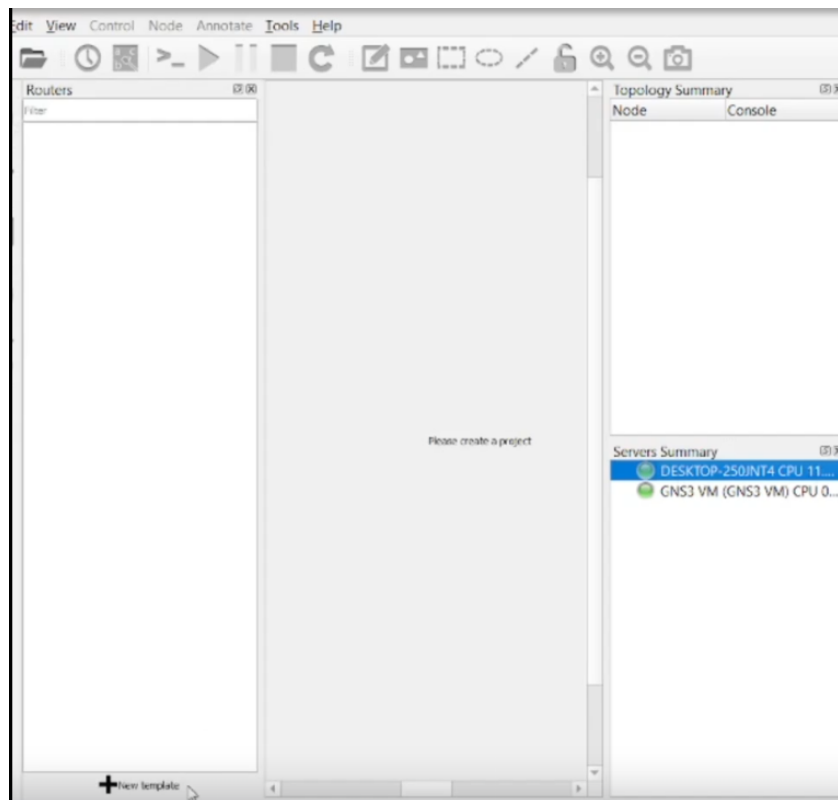 Edit View Control Node Annotate Tools Help
Routers
Filter
Topology Summary
Node Console
Please create a project
Servers Summary
DESKTOP-250JNT4 CPU 11....
GNS3 VM (GNS3 VM) CPU 0...
New template